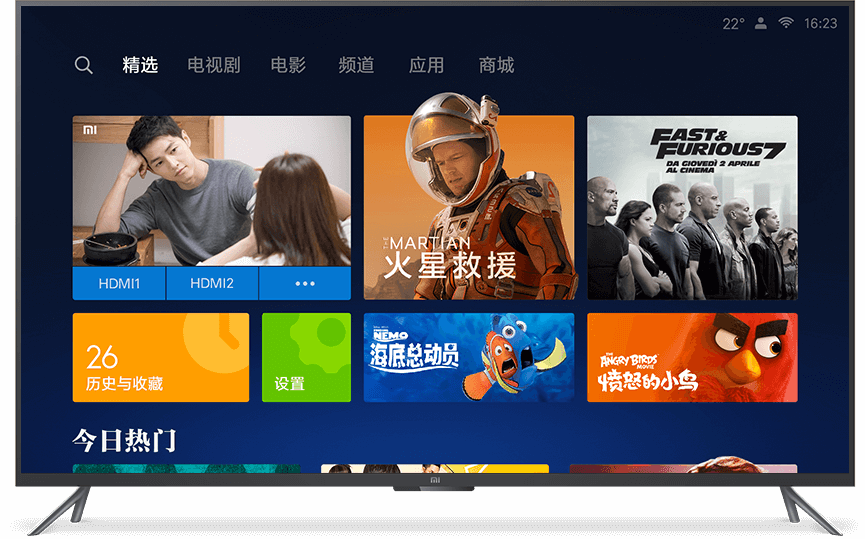 22° 16:23
精选 电视剧 电影 频道 应用 商城
mi
HDMI1 HDMI2 •••
THE MARTIAN
火星救援
FAST &
FURIOUS 7
DA GIOVEDÌ 2 APRILE
AL CINEMA
26
历史与收藏
设置
NEMO
海底总动员
THE
ANGRY BIRDS
MOVIE
愤怒的小鸟
今日热门
mi